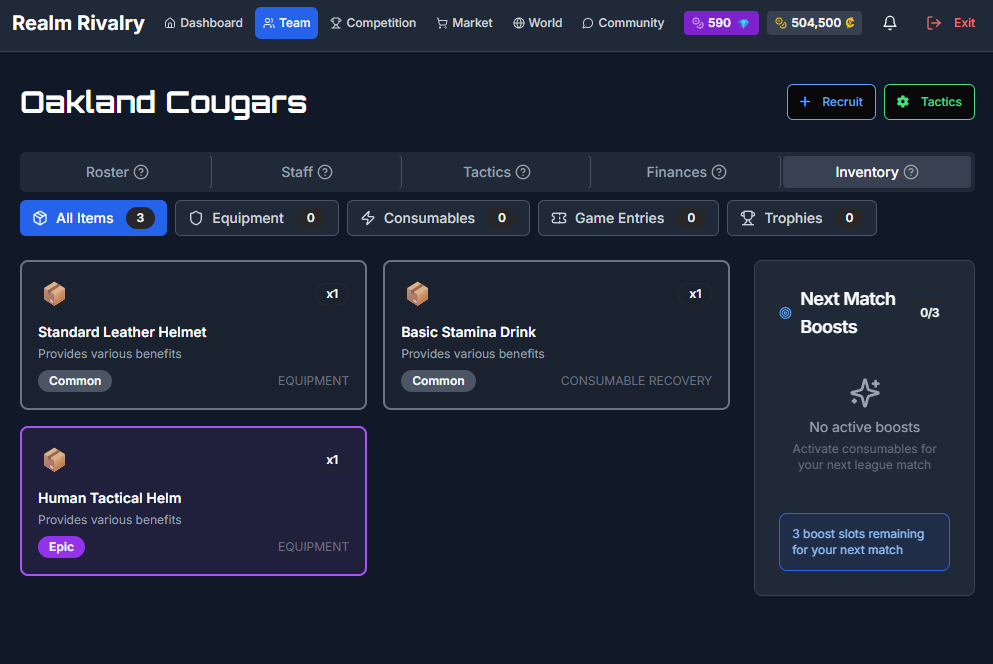 Realm Rivalry Dashboard Team Competition Market World Community 590 504,500 Exit
Oakland Cougars
+ Recruit Tactics
Roster Staff Tactics Finances Inventory
All Items 3 Equipment 0 Consumables 0 Game Entries 0 Trophies 0
x1
Standard Leather Helmet
Provides various benefits
Common EQUIPMENT
x1
Basic Stamina Drink
Provides various benefits
Common CONSUMABLE RECOVERY
x1
Human Tactical Helm
Provides various benefits
Epic EQUIPMENT
Next Match
Boosts
0/3
No active boosts
Activate consumables for
your next league match
3 boost slots remaining
for your next match